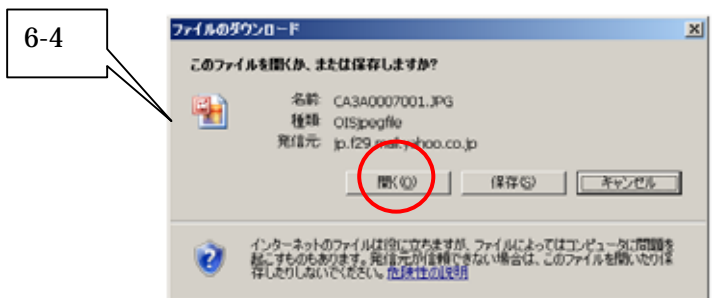 6-4
ファイルのダウンロード
このファイルを開くか、または保存しますか?
名前: CA3A0007001.JPG
種類: OISjpegfile
発信元: jp.f29.mail.yahoo.co.jp
開く(O) 保存(S) キャンセル
インターネットのファイルは役に立ちますが、ファイルによってはコンピュータに問題を
起こすものもあります。発信元が信頼できない場合は、このファイルを開いたり保
存したりしないでください。危険性の説明